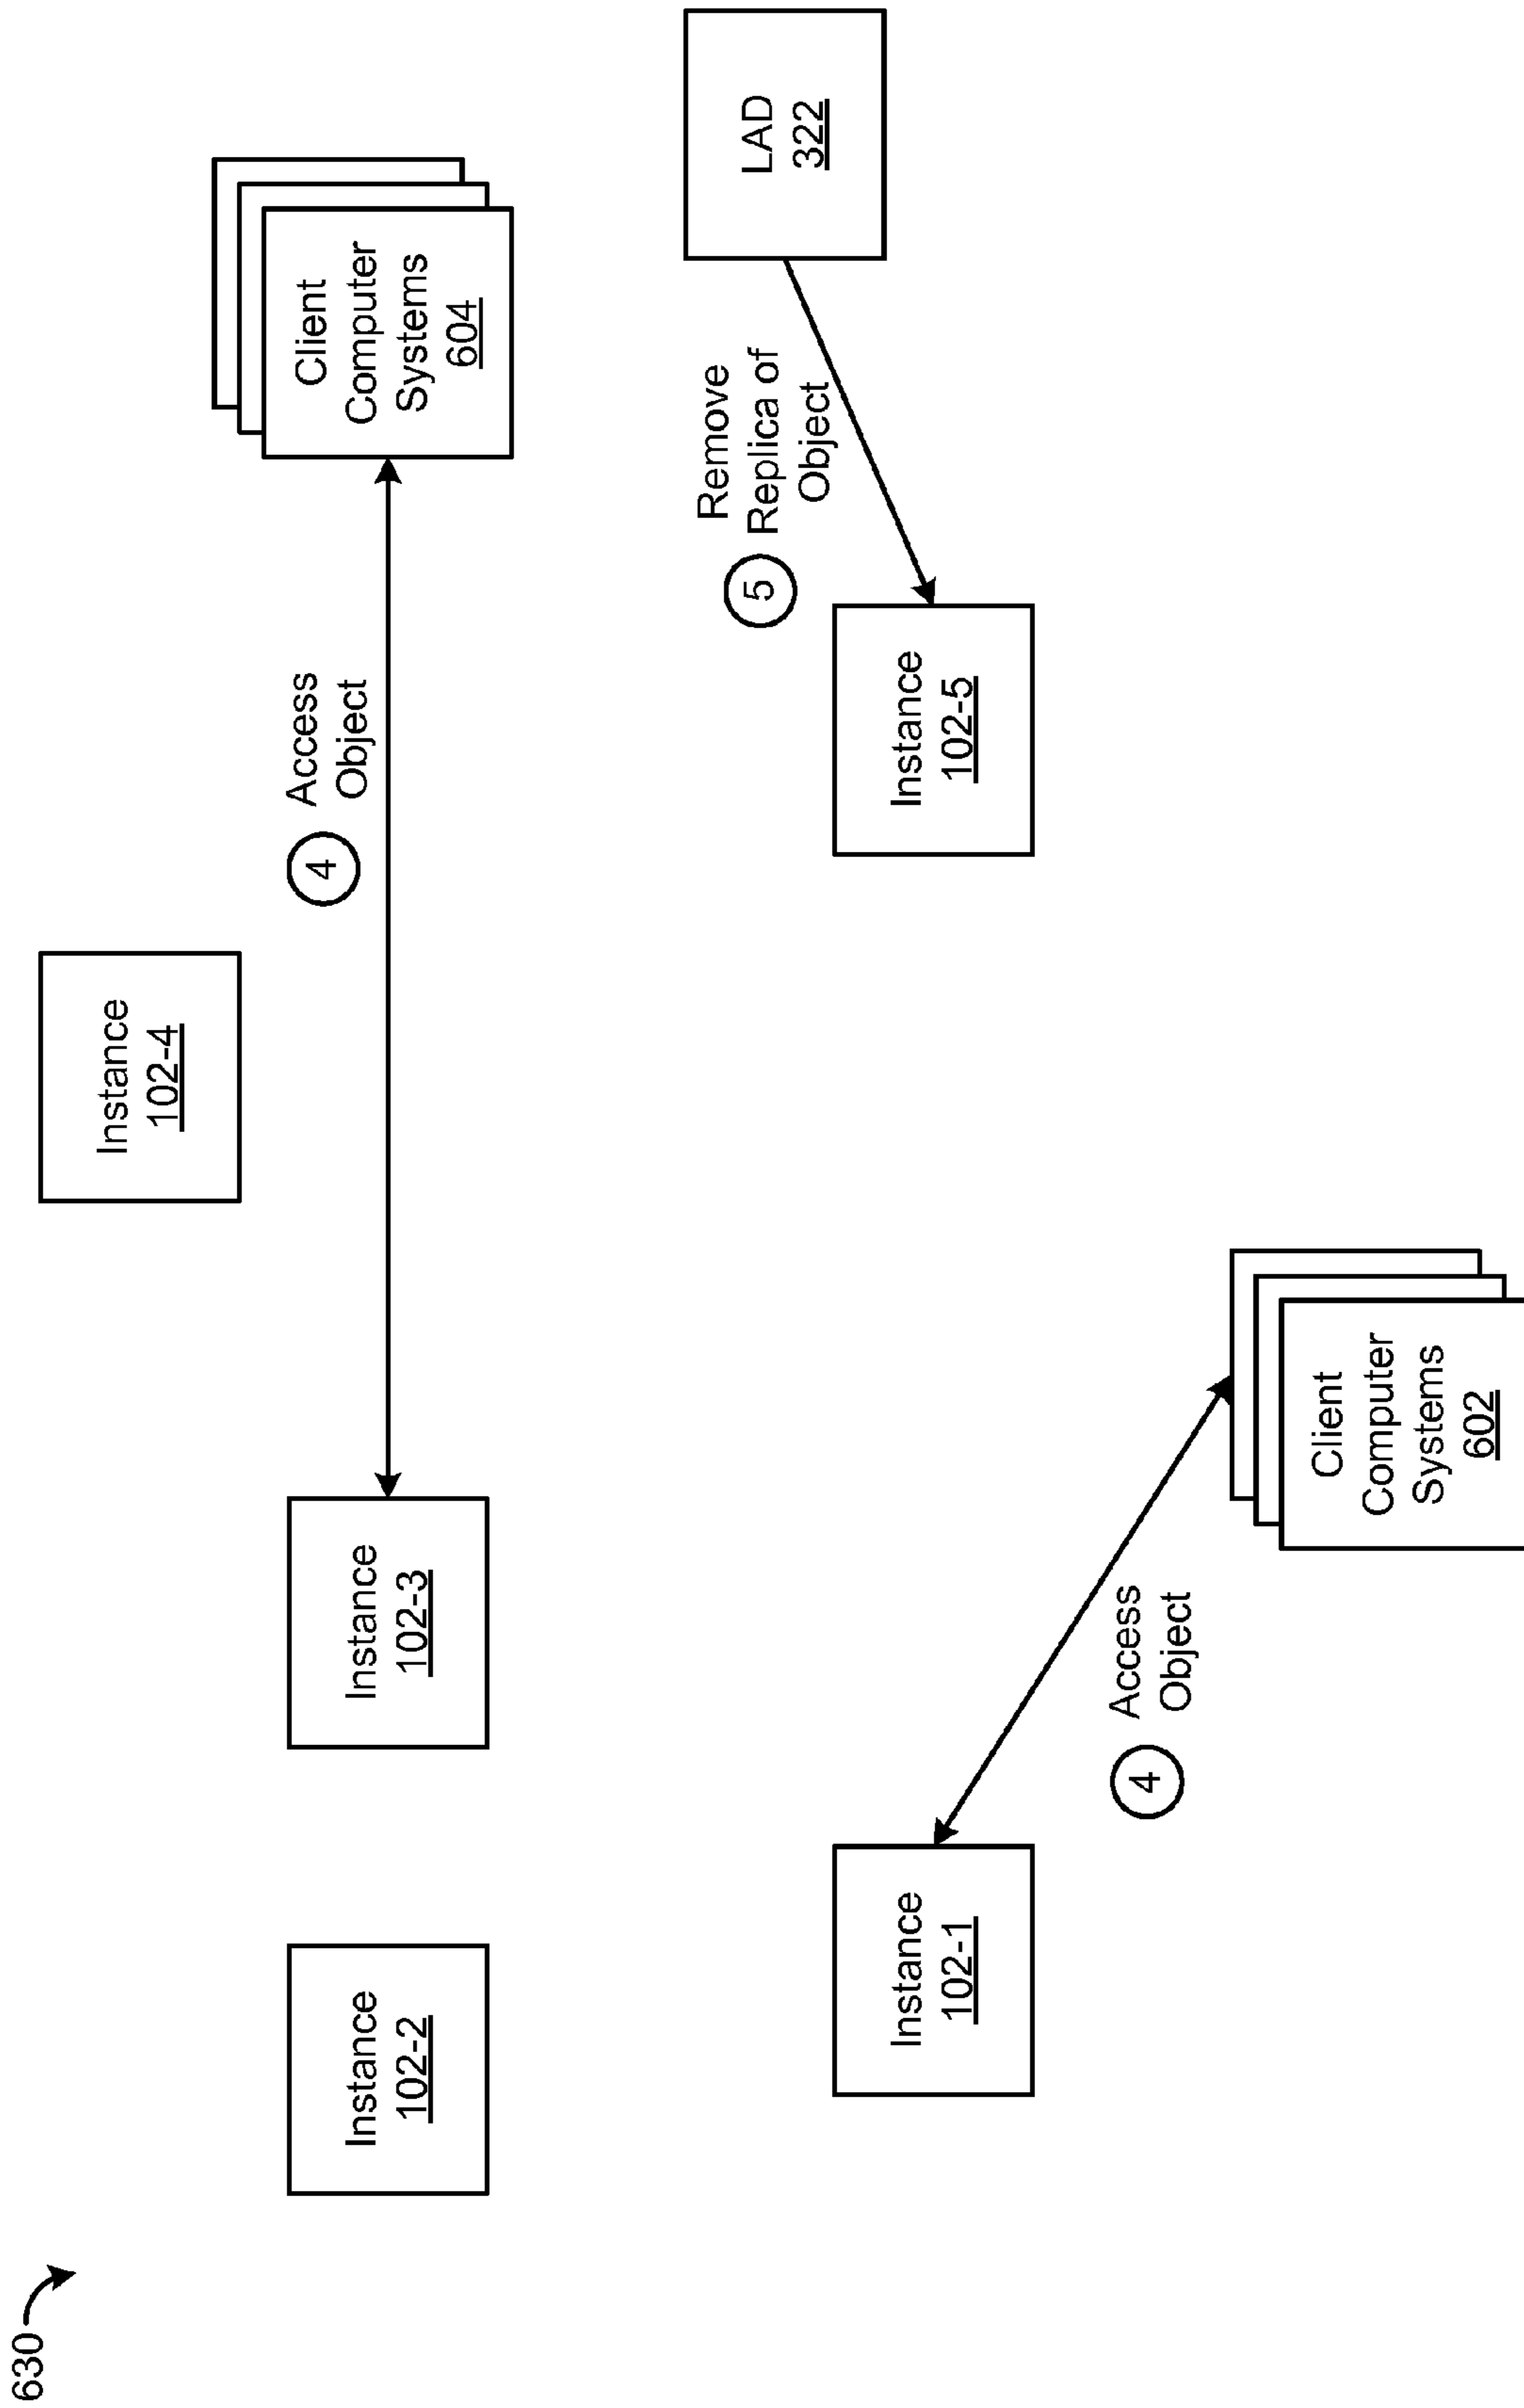 630
Instance
102-4
Instance
102-2
Instance
102-3
4
Access
Object
Client
Computer
Systems
604
5
Remove
Replica of
Object
LAD
322
Instance
102-1
Instance
102-5
4
Access
Object
Client
Computer
Systems
602